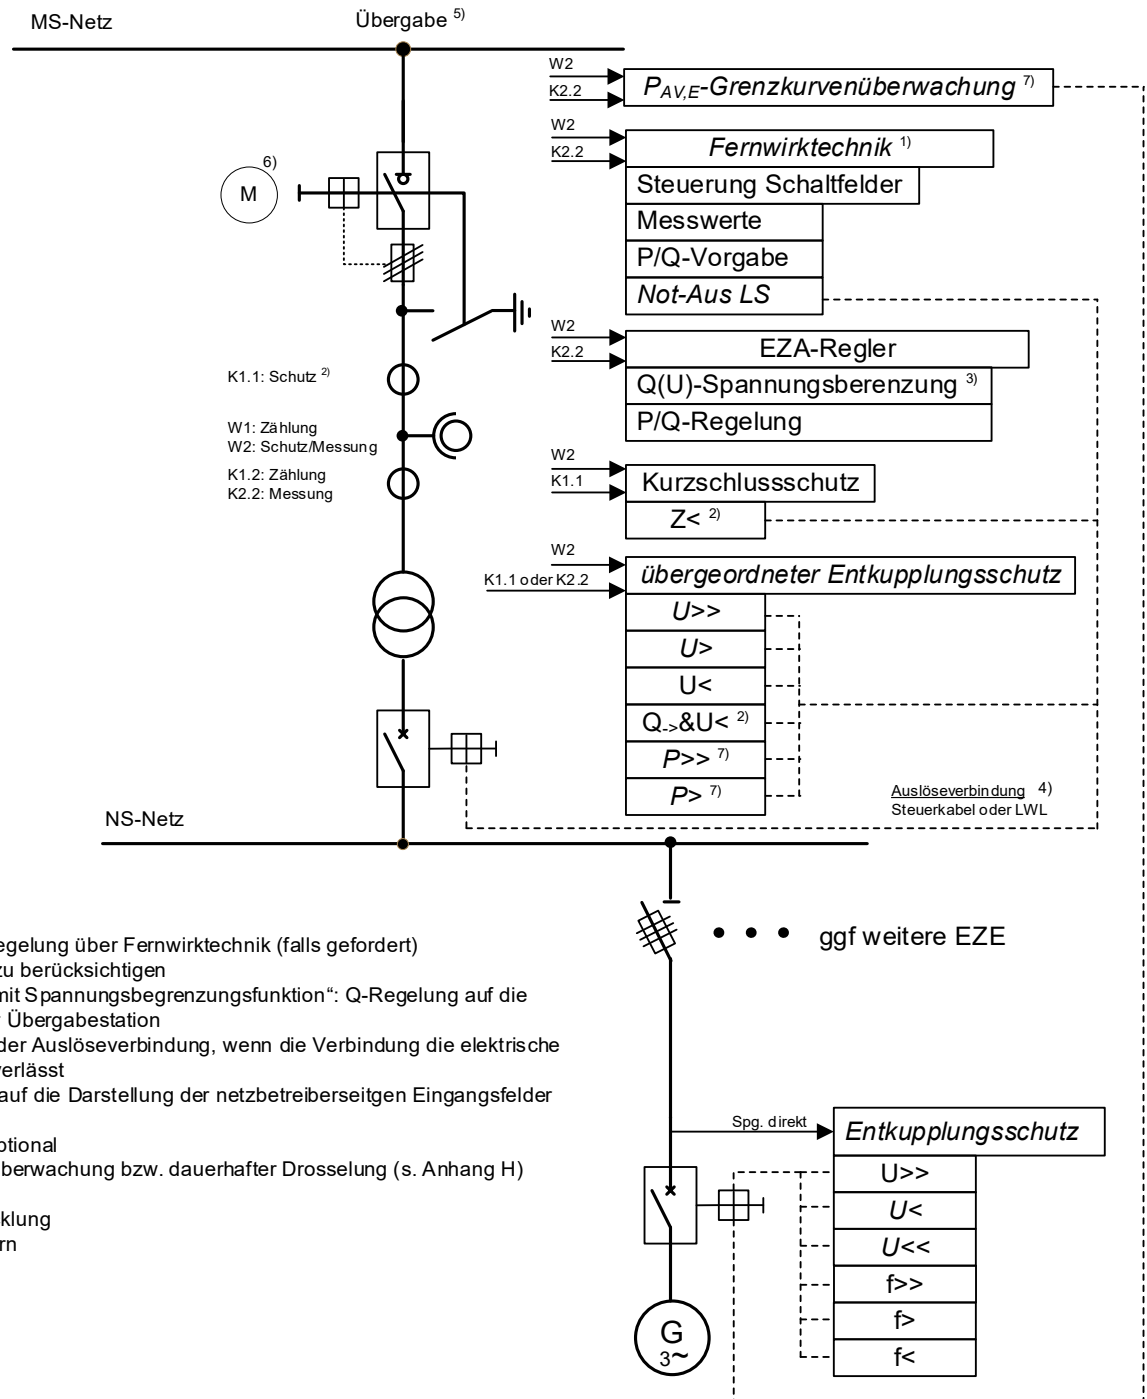 MS-Netz
Übergabe 5)
W2
K2.2
P_AV,E-Grenzkurvenüberwachung 7)
W2
K2.2
Fernwirktechnik 1)
Steuerung Schaltfelder
Messwerte
P/Q-Vorgabe
Not-Aus LS
M
6)
W2
K2.2
EZA-Regler
Q(U)-Spannungsberenzung 3)
P/Q-Regelung
K1.1: Schutz 2)
W1: Zählung
W2: Schutz/Messung
K1.2: Zählung
K2.2: Messung
W2
K1.1
Kurzschlussschutz
Z< 2)
W2
K1.1 oder K2.2
übergeordneter Entkupplungsschutz
U>>
U>
U<
Q->&U< 2)
P>> 7)
P> 7)
Auslöseverbindung 4)
Steuerkabel oder LWL
NS-Netz
ggf weitere EZE
egelung über Fernwirktechnik (falls gefordert)
zu berücksichtigen
mit Spannungsbegrenzungsfunktion“: Q-Regelung auf die
Übergabestation
der Auslöseverbindung, wenn die Verbindung die elektrische
verlässt
auf die Darstellung der netzbetreiberseitgen Eingangsfelder
ptional
überwachung bzw. dauerhafter Drosselung (s. Anhang H)
klung
rn
Spg. direkt
Entkupplungsschutz
U>>
U<
U<<
f>>
f>
f<
G
3~